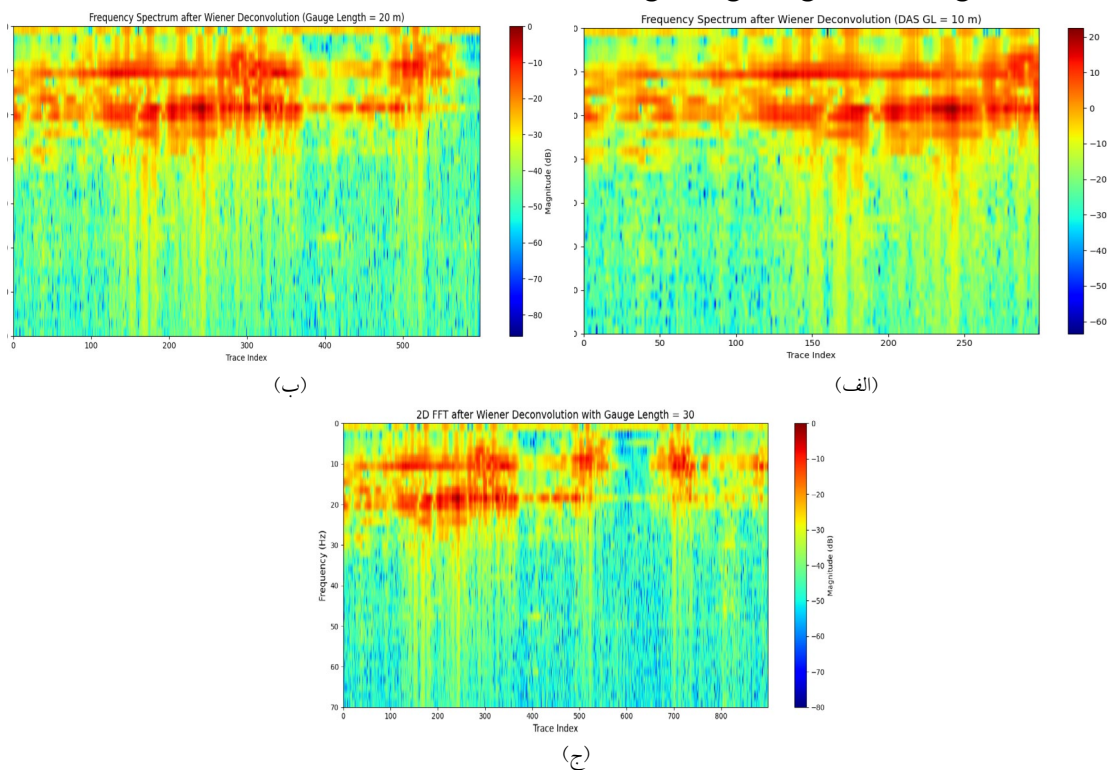 Frequency Spectrum after Wiener Deconvolution (DAS GL = 10 m)
0 50 100 150 200 250
Trace Index
20
10
0
−10
−20
−30
−40
−50
−60
(الف)
Frequency Spectrum after Wiener Deconvolution (Gauge Length = 20 m)
0 100 200 300 400 500
Trace Index
0
−10
−20
−30
−40
−50
−60
−70
−80
Magnitude (dB)
(ب)
2D FFT after Wiener Deconvolution with Gauge Length = 30
0
10
20
30
40
50
60
70
Frequency (Hz)
0 100 200 300 400 500 600 700 800
Trace Index
0
−10
−20
−30
−40
−50
−60
−70
−80
Magnitude (dB)
(ج)